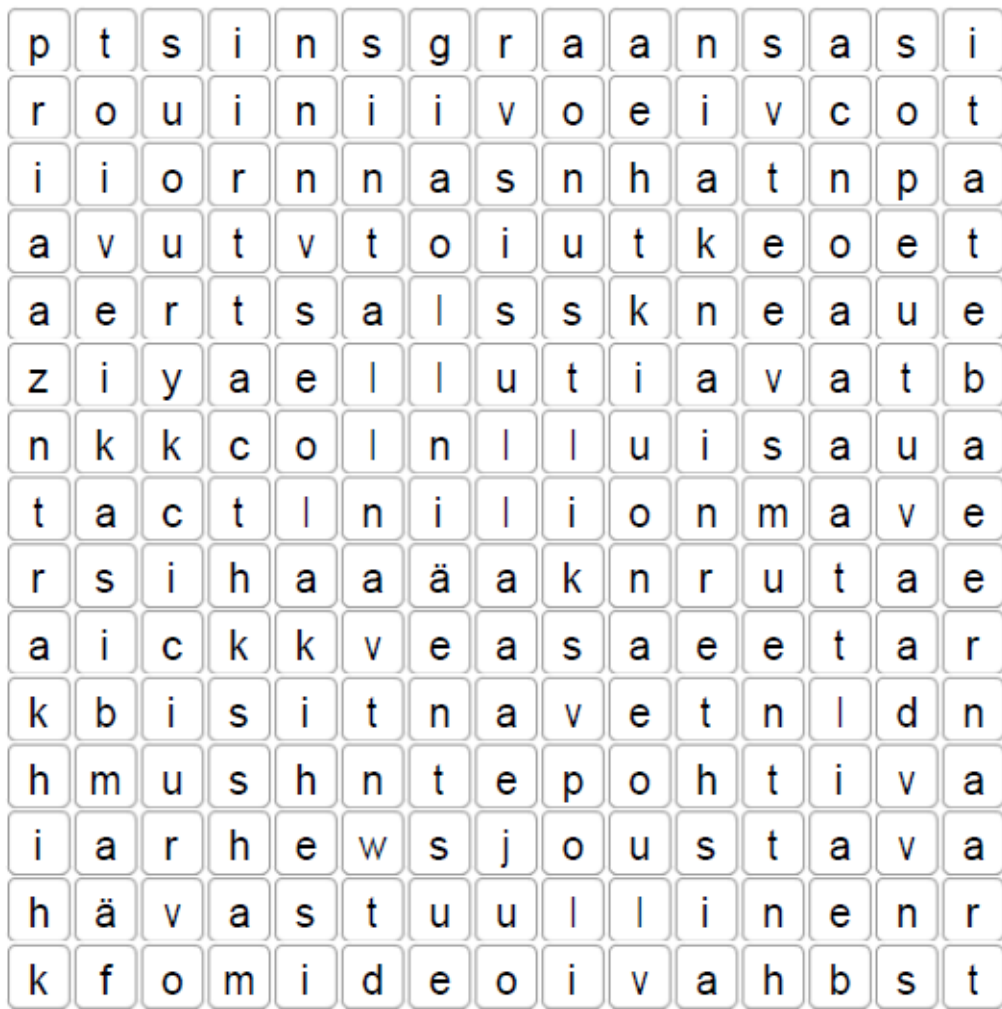 p t s i n s g r a a n s a s i
r o u i n i i v o e i v c o t
i i o r n n a s n h a t n p a
a v u t v t o i u t k e o e t
a e r t s a l s s k n e a u e
z i y a e l l u t i a v a t b
n k k c o l n l l u i s a u a
t a c t l n i l i o n m a v e
r s i h a a ä a k n r u t a e
a i c k k v e a s a e e t a r
k b i s i t n a v e t n l d n
h m u s h n t e p o h t i v a
i a r h e w s j o u s t a v a
h ä v a s t u u l l i n e n r
k f o m i d e o i v a h b s t